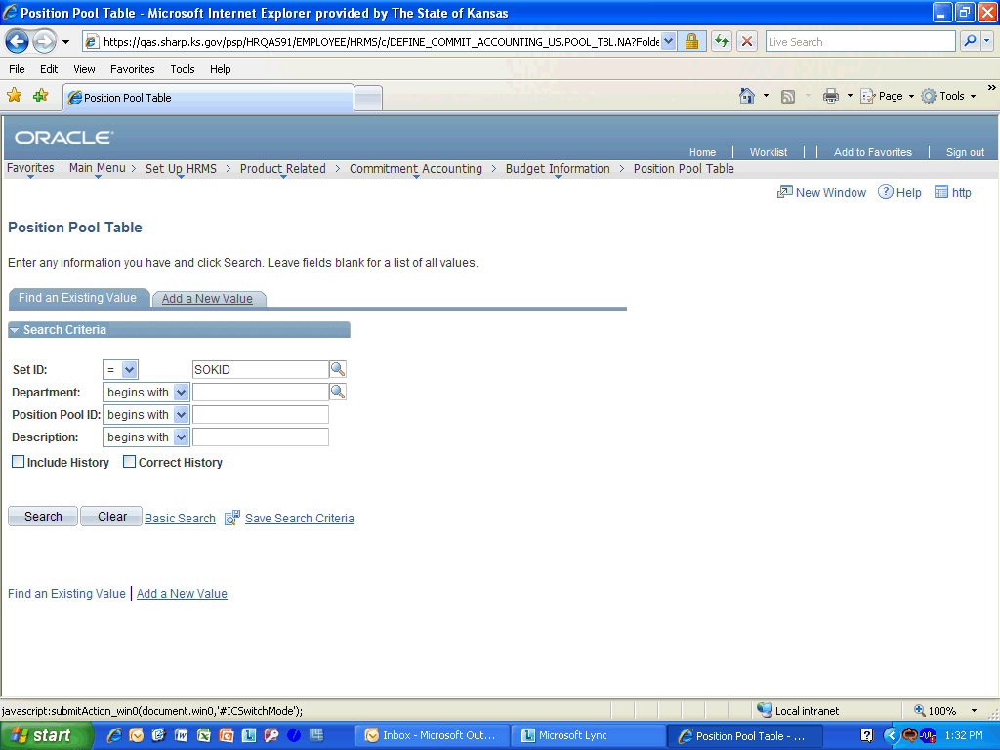 Position Pool Table - Microsoft Internet Explorer provided by The State of Kansas
https://qas.sharp.ks.gov/psp/HRQAS91/EMPLOYEE/HRMS/c/DEFINE_COMMIT_ACCOUNTING_US.POOL_TBL.NA?Folde
Live Search
File Edit View Favorites Tools Help
Position Pool Table
Page Tools »
ORACLE
Home Worklist Add to Favorites Sign out
Favorites Main Menu > Set Up HRMS > Product Related > Commitment Accounting > Budget Information > Position Pool Table
New Window ? Help http
Position Pool Table
Enter any information you have and click Search. Leave fields blank for a list of all values.
Find an Existing Value Add a New Value
Search Criteria
Set ID: = SOKID
Department: begins with
Position Pool ID: begins with
Description: begins with
Include History Correct History
Search Clear Basic Search Save Search Criteria
Find an Existing Value | Add a New Value
javascript:submitAction_win0(document.win0,'#ICSwitchMode');
Local intranet 100%
start Inbox - Microsoft Out... Microsoft Lync Position Pool Table - ... ? 1:32 PM